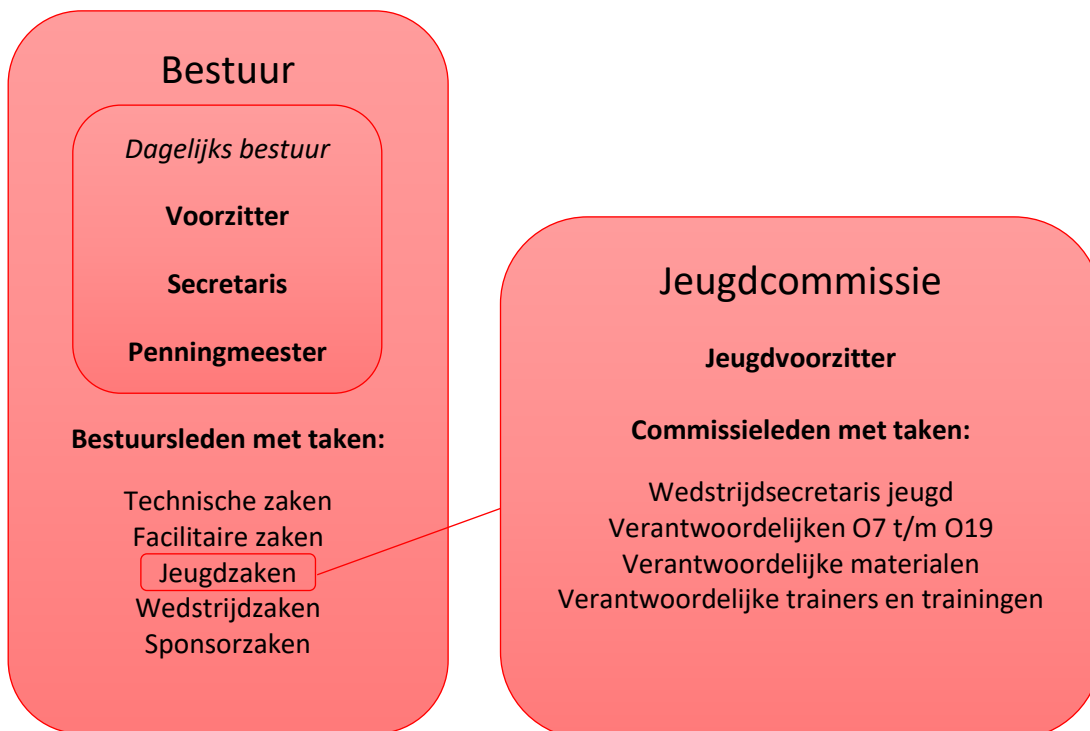 Bestuur
Dagelijks bestuur
Voorzitter
Secretaris
Penningmeester
Bestuursleden met taken:
Technische zaken
Facilitaire zaken
Jeugdzaken
Wedstrijdzaken
Sponsorzaken
Jeugdcommissie
Jeugdvoorzitter
Commissieleden met taken:
Wedstrijdsecretaris jeugd
Verantwoordelijken O7 t/m O19
Verantwoordelijke materialen
Verantwoordelijke trainers en trainingen